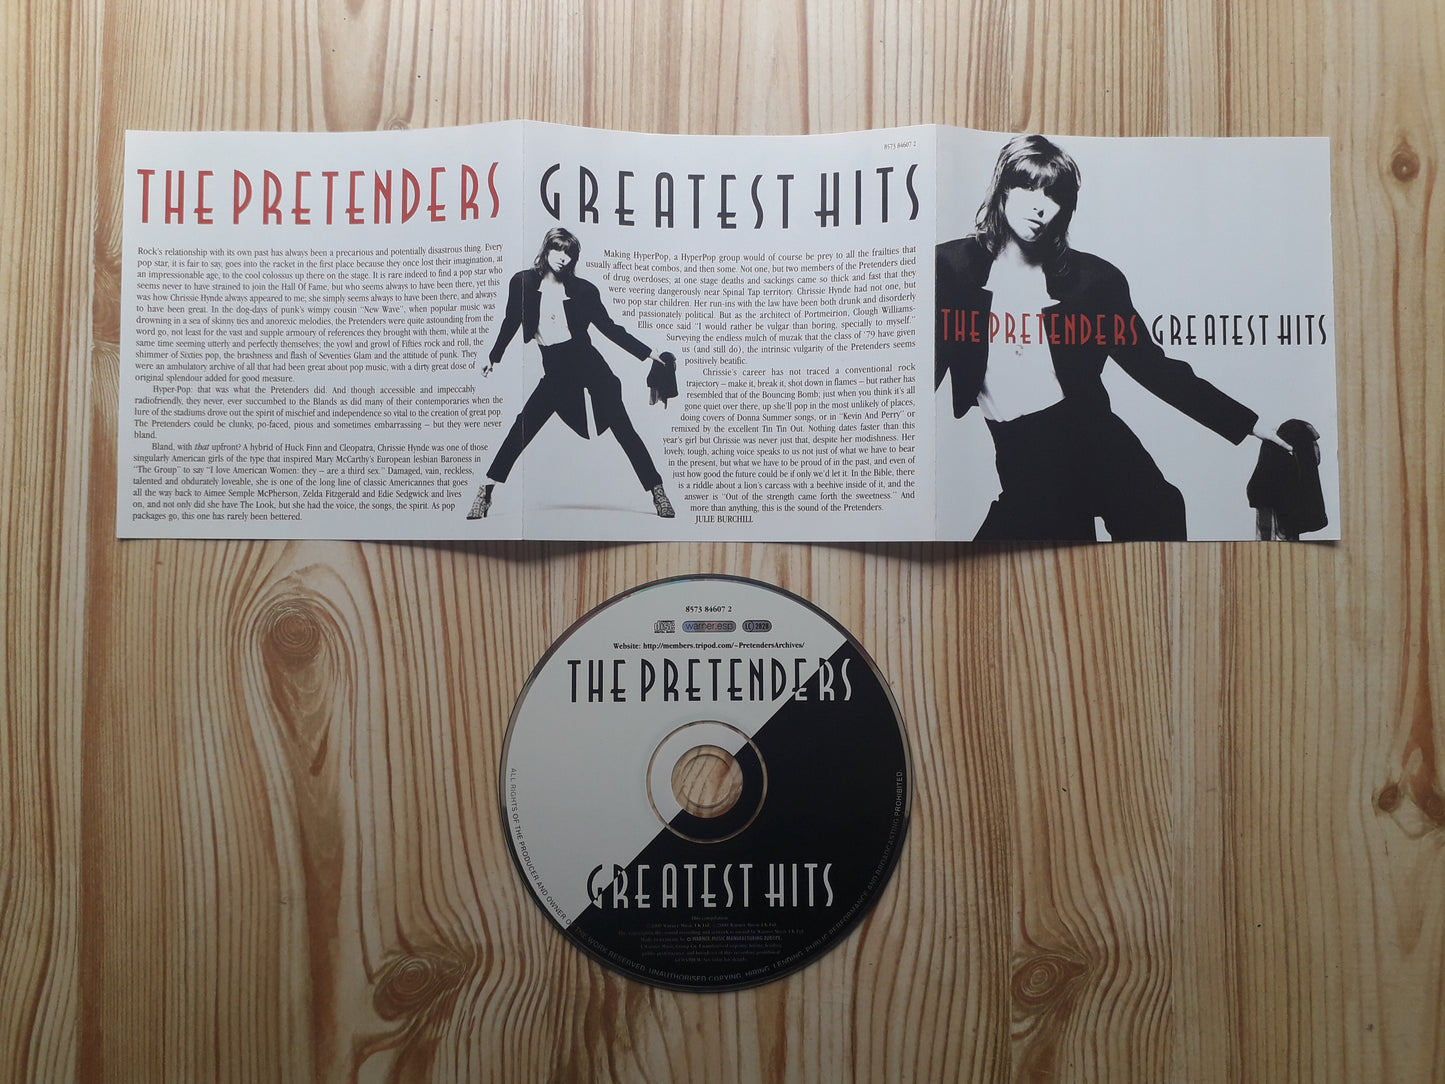 THE PRETENDERS
Rock's relationship with its own past has always been a precarious and potentially disastrous thing. Every
pop star, it is fair to say, goes into the racket in the first place because they once lost their imagination, at
an impressionable age, to the cool colossus up there on the stage. It is rare indeed to find a pop star who
seems never to have strained to join the Hall Of Fame, but who seems always to have been there, yet this
was how Chrissie Hynde always appeared to me; she simply seems always to have been there, and always
to have been great. In the dog-days of punk's wimpy cousin "New Wave", when popular music was
drowning in a sea of skinny ties and anorexic melodies, the Pretenders were quite astounding from the
word go, not least for the vast and supple armoury of references they brought with them, while at the
same time seeming utterly and perfectly themselves; the yowl and growl of Fifties rock and roll, the
shimmer of Sixties pop, the brashness and flash of Seventies Glam and the attitude of punk. They
were an ambulatory archive of all that had been great about pop music, with a dirty great dose of
original splendour added for good measure.
Hyper-Pop: that was what the Pretenders did. And though accessible and impeccably
radiofriendly, they never, ever succumbed to the Blands as did many of their contemporaries when the
lure of the stadiums drove out the spirit of mischief and independence so vital to the creation of great pop.
The Pretenders could be clunky, po-faced, pious and sometimes embarrassing – but they were never
bland.
Bland, with that upfront? A hybrid of Huck Finn and Cleopatra, Chrissie Hynde was one of those
singularly American girls of the type that inspired Mary McCarthy's European lesbian Baroness in
"The Group" to say "I love American Women: they – are a third sex." Damaged, vain, reckless,
talented and obdurately loveable, she is one of the long line of classic Americannes that goes
all the way back to Aimee Semple McPherson, Zelda Fitzgerald and Edie Sedgwick and lives
on, and not only did she have The Look, but she had the voice, the songs, the spirit. As pop
packages go, this one has rarely been bettered.
8573 84607 2
GREATEST HITS
Making HyperPop, a HyperPop group would of course be prey to all the frailties that
usually affect beat combos, and then some. Not one, but two members of the Pretenders died
of drug overdoses; at one stage deaths and sackings came so thick and fast that they
were veering dangerously near Spinal Tap territory. Chrissie Hynde had not one, but
two pop star children. Her run-ins with the law have been both drunk and disorderly
and passionately political. But as the architect of Portmeirion, Clough Williams-
Ellis once said "I would rather be vulgar than boring, specially to myself."
Surveying the endless mulch of muzak that the class of '79 have given
us (and still do), the intrinsic vulgarity of the Pretenders seems
positively beatific.
Chrissie's career has not traced a conventional rock
trajectory – make it, break it, shot down in flames – but rather has
resembled that of the Bouncing Bomb; just when you think it's all
gone quiet over there, up she'll pop in the most unlikely of places,
doing covers of Donna Summer songs, or in "Kevin And Perry" or
remixed by the excellent Tin Tin Out. Nothing dates faster than this
year's girl but Chrissie was never just that, despite her modishness. Her
lovely, tough, aching voice speaks to us not just of what we have to bear
in the present, but what we have to be proud of in the past, and even of
just how good the future could be if only we'd let it. In the Bible, there
is a riddle about a lion's carcass with a beehive inside of it, and the
answer is "Out of the strength came forth the sweetness." And
more than anything, this is the sound of the Pretenders.
JULIE BURCHILL
THE PRETENDERS GREATEST HITS
8573 84607 2
disc warner.esp LC 2828
Website: http://members.tripod.com/~PretendersArchives/
THE PRETENDERS
GREATEST HITS
This compilation
ALL RIGHTS OF THE PRODUCER AND OWNER OF THE WORK RESERVED. UNAUTHORISED COPYING, HIRING, LENDING, PUBLIC PERFORMANCE AND BROADCASTING PROHIBITED